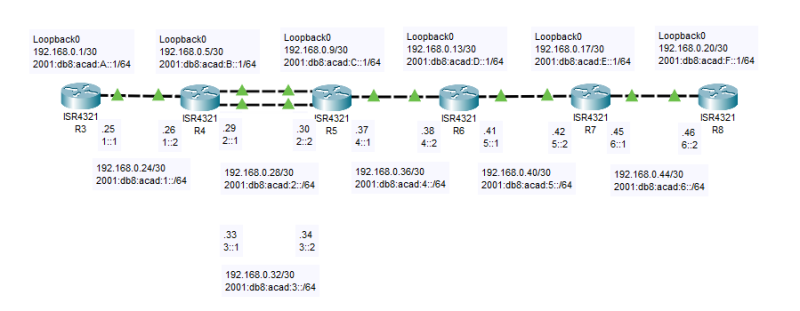 Loopback0
192.168.0.1/30
2001:db8:acad:A::1/64
Loopback0
192.168.0.5/30
2001:db8:acad:B::1/64
Loopback0
192.168.0.9/30
2001:db8:acad:C::1/64
Loopback0
192.168.0.13/30
2001:db8:acad:D::1/64
Loopback0
192.168.0.17/30
2001:db8:acad:E::1/64
Loopback0
192.168.0.20/30
2001:db8:acad:F::1/64
ISR4321
R3
ISR4321
R4
ISR4321
R5
ISR4321
R6
ISR4321
R7
ISR4321
R8
.25
1::1
.26
1::2
.29
2::1
.30
2::2
.37
4::1
.38
4::2
.41
5::1
.42
5::2
.45
6::1
.46
6::2
192.168.0.24/30
2001:db8:acad:1::/64
192.168.0.28/30
2001:db8:acad:2::/64
192.168.0.36/30
2001:db8:acad:4::/64
192.168.0.40/30
2001:db8:acad:5::/64
192.168.0.44/30
2001:db8:acad:6::/64
.33
3::1
.34
3::2
192.168.0.32/30
2001:db8:acad:3::/64